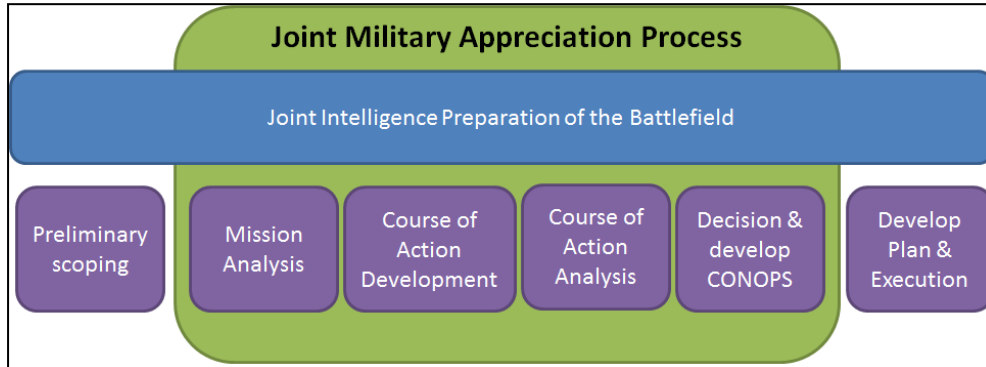 Joint Military Appreciation Process
Joint Intelligence Preparation of the Battlefield
Preliminary
scoping
Mission
Analysis
Course of
Action
Development
Course of
Action
Analysis
Decision &
develop
CONOPS
Develop
Plan &
Execution